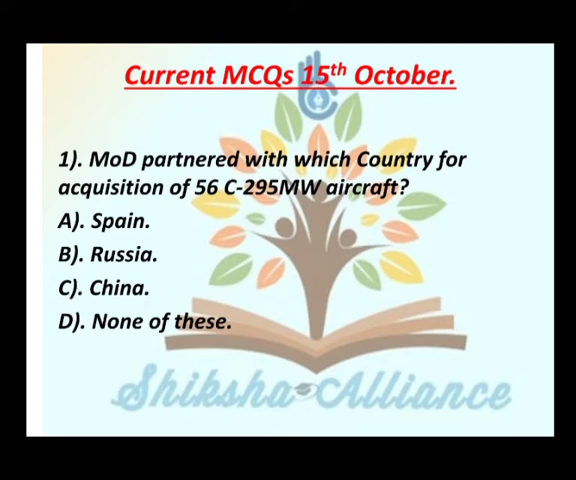 Current MCQs 15th October.
1). MoD partnered with which Country for
acquisition of 56 C-295MW aircraft?
A). Spain.
B). Russia.
C). China.
D). None of these.
Shiksha Alliance